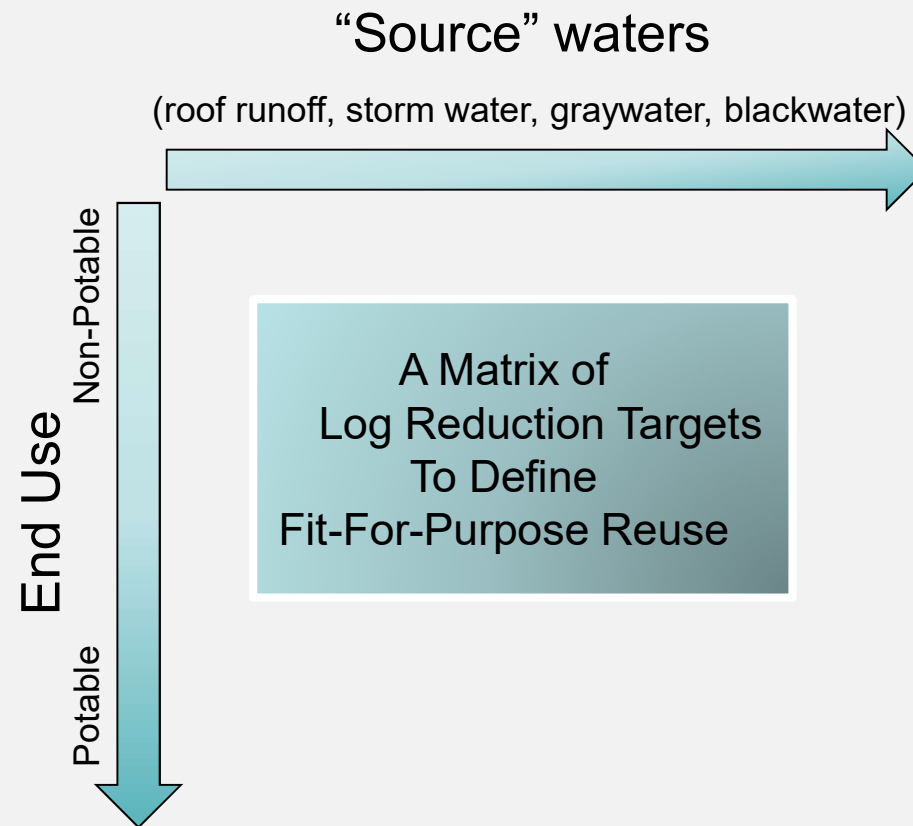 “Source” waters
(roof runoff, storm water, graywater, blackwater)
End Use
Non-Potable
Potable
A Matrix of
Log Reduction Targets
To Define
Fit-For-Purpose Reuse